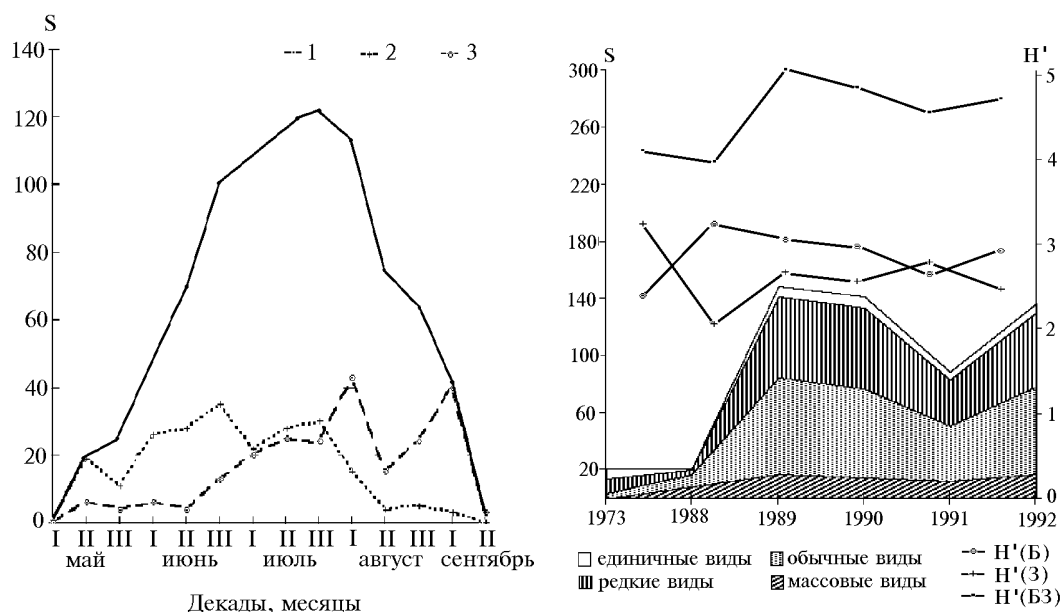 S
140
120
100
80
60
40
20
0
1 2 3
I II III I II III I II III I II III I II
май июнь июль август сентябрь
Декады, месяцы
S
300
260
220
180
140
100
60
20
H'
5
4
3
2
1
0
1973 1988 1989 1990 1991 1992
единичные виды обычные виды
редкие виды массовые виды
H'(Б)
H'(З)
H'(БЗ)